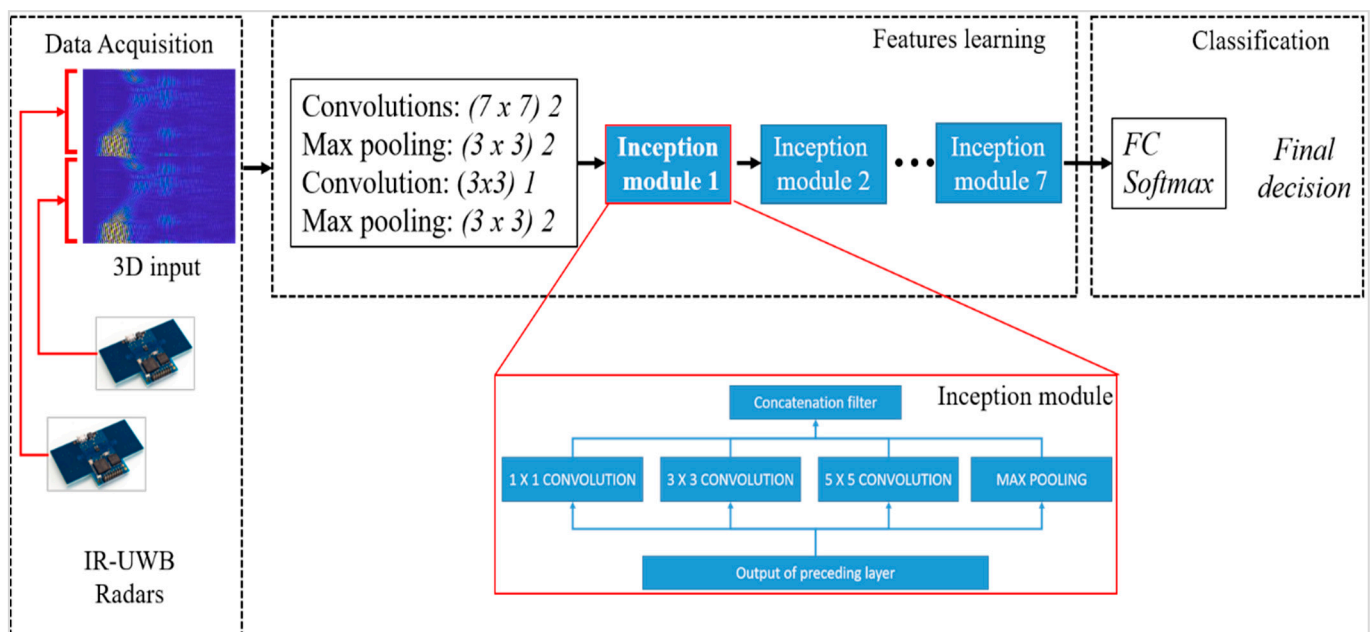 Data Acquisition
3D input
IR-UWB
Radars
Features learning
Convolutions: (7 x 7) 2
Max pooling: (3 x 3) 2
Convolution: (3x3) 1
Max pooling: (3 x 3) 2
Inception
module 1
Inception
module 2
Inception
module 7
Classification
FC
Softmax
Final
decision
Inception module
Concatenation filter
1 X 1 CONVOLUTION
3 X 3 CONVOLUTION
5 X 5 CONVOLUTION
MAX POOLING
Output of preceding layer